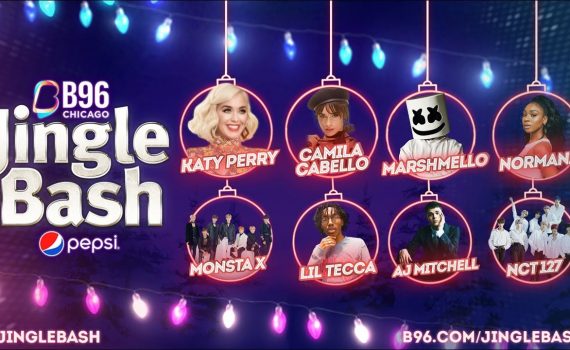 B96
CHICAGO
Jingle
Bash
pepsi.
KATY PERRY
CAMILA
CABELLO
MARSHMELLO
NORMAN
MONSTA X
LIL TECCA
AJ MITCHELL
NCT 127
JINGLEBASH
B96.COM/JINGLEBAS